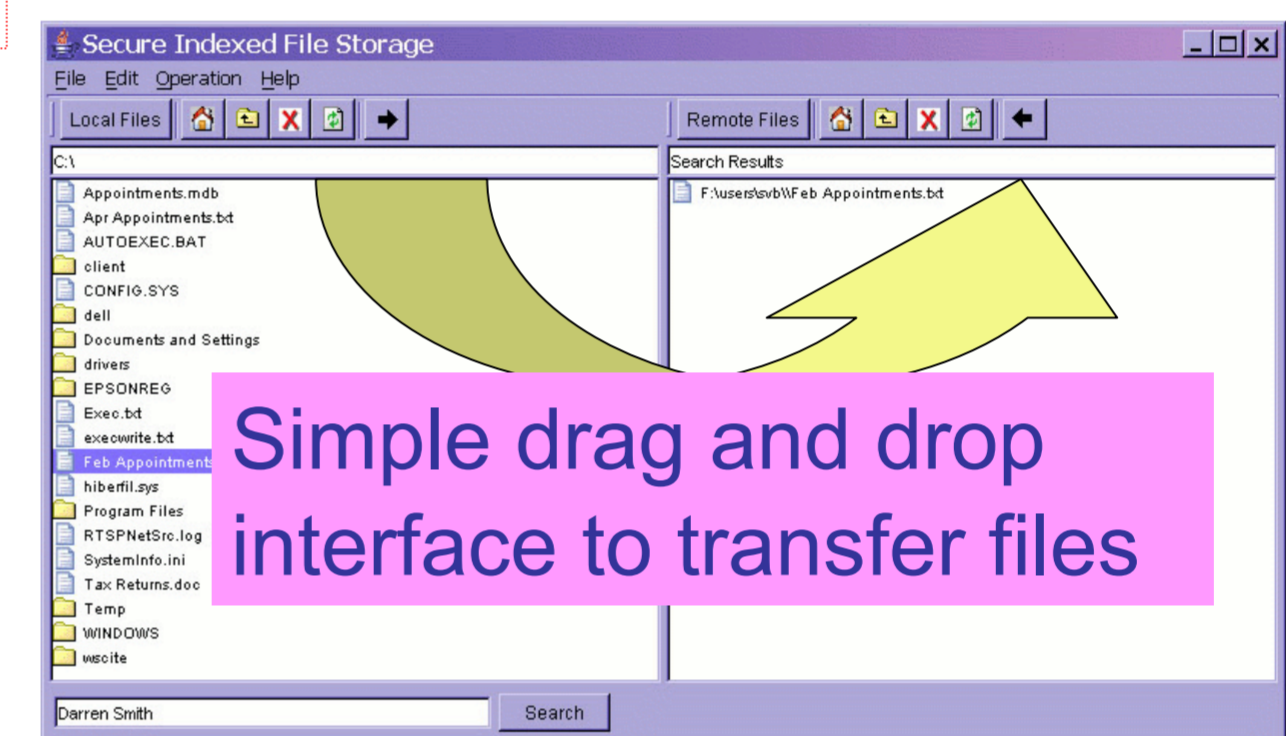 Secure Indexed File Storage
File Edit Operation Help
Local Files
Remote Files
C:\
Search Results
Appointments.mdb
Apr Appointments.txt
AUTOEXEC.BAT
client
CONFIG.SYS
dell
Documents and Settings
drivers
EPSONREG
Exec.txt
execwrite.txt
Feb Appointments
hiberfil.sys
Program Files
RTSPNetSrc.log
SystemInfo.ini
Tax Returns.doc
Temp
WINDOWS
wscite
F:\users\svb\\Feb Appointments.txt
Simple drag and drop
interface to transfer files
Darren Smith
Search